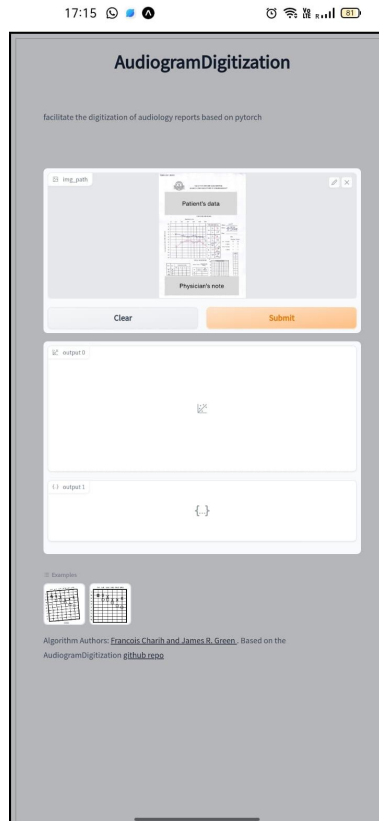 17:15
81
AudiogramDigitization
facilitate the digitization of audiology reports based on pytorch
img_path
Patient's data
Physician's note
Clear
Submit
output 0
output 1
{..}
Examples
Algorithm Authors: Francois Charih and James R. Green . Based on the
AudiogramDigitization github repo